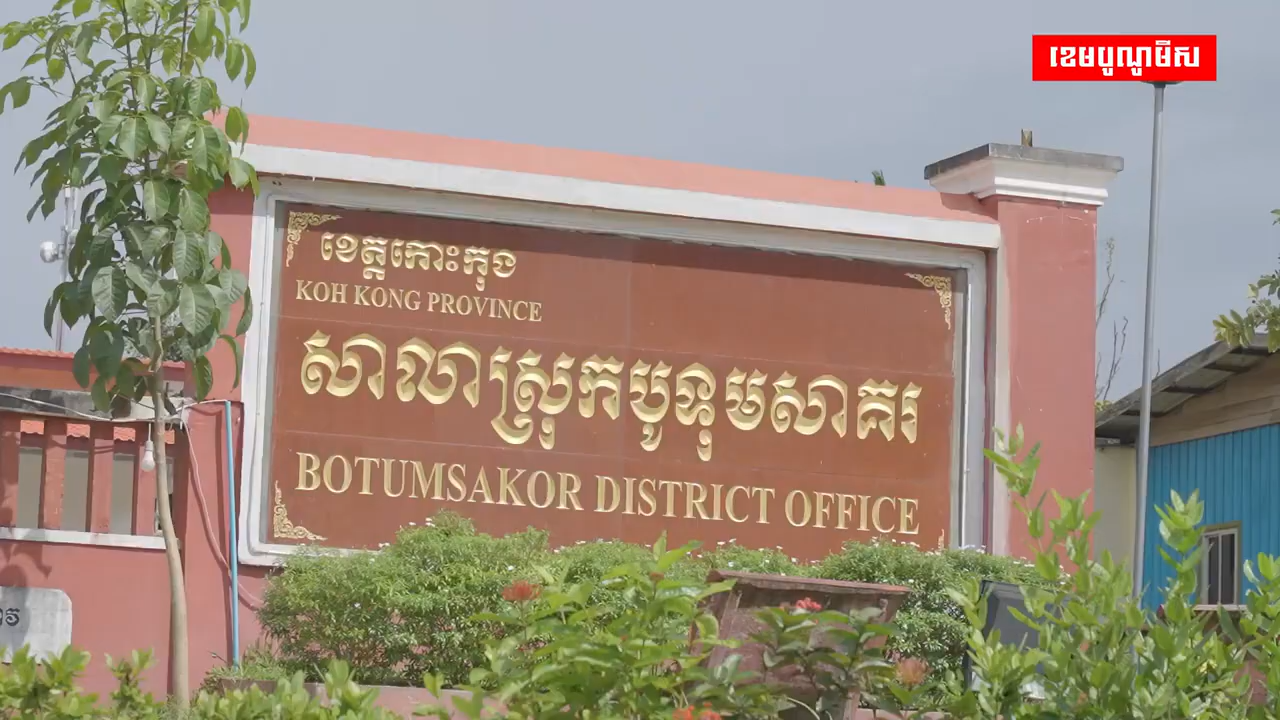 ខេមបូណូមីស
ខេត្តកោះកុង
KOH KONG PROVINCE
សាលាស្រុកបូទុមសាគរ
BOTUMSAKOR DISTRICT OFFICE